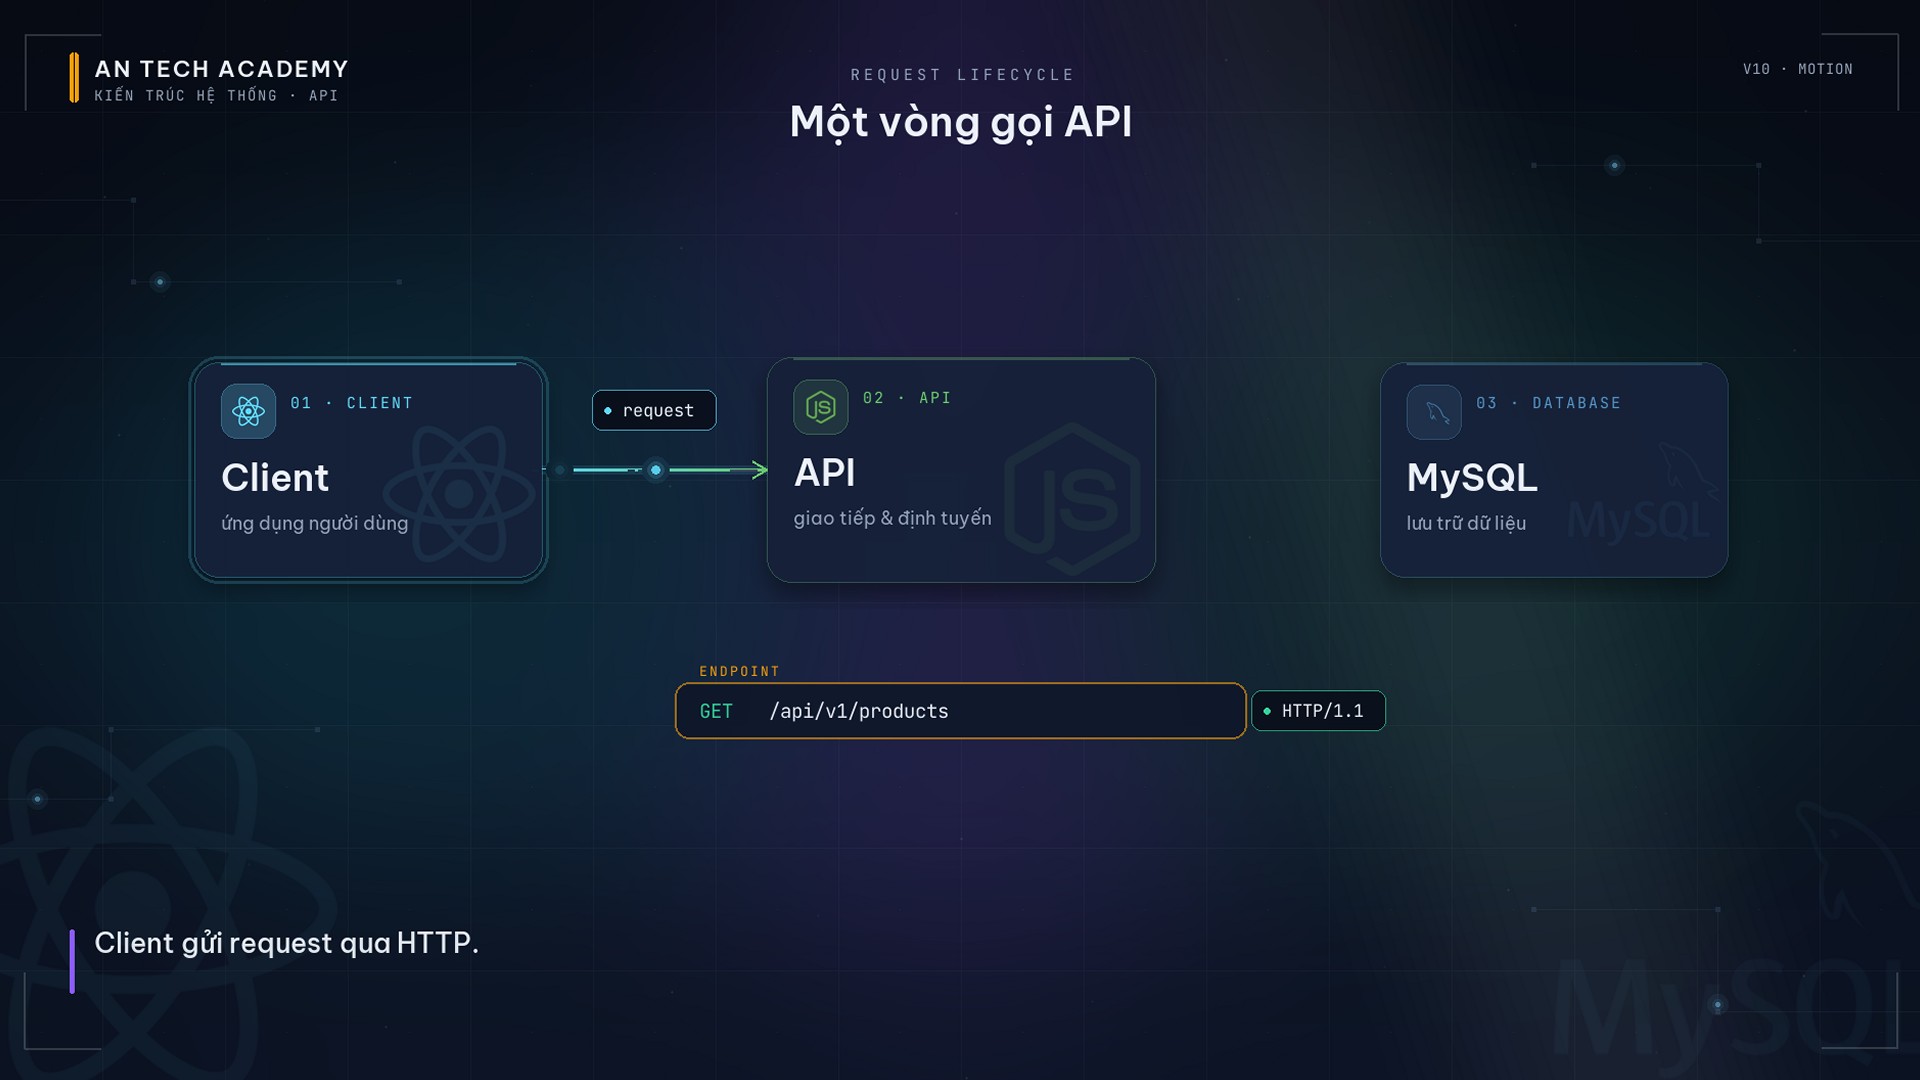 AN TECH ACADEMY
KIẾN TRÚC HỆ THỐNG · API
REQUEST LIFECYCLE
Một vòng gọi API
V10 · MOTION
01 · CLIENT
Client
ứng dụng người dùng
request
02 · API
API
giao tiếp & định tuyến
JS
JS
03 · DATABASE
MySQL
lưu trữ dữ liệu
MySQL
ENDPOINT
GET /api/v1/products
HTTP/1.1
Client gửi request qua HTTP.
MySQL